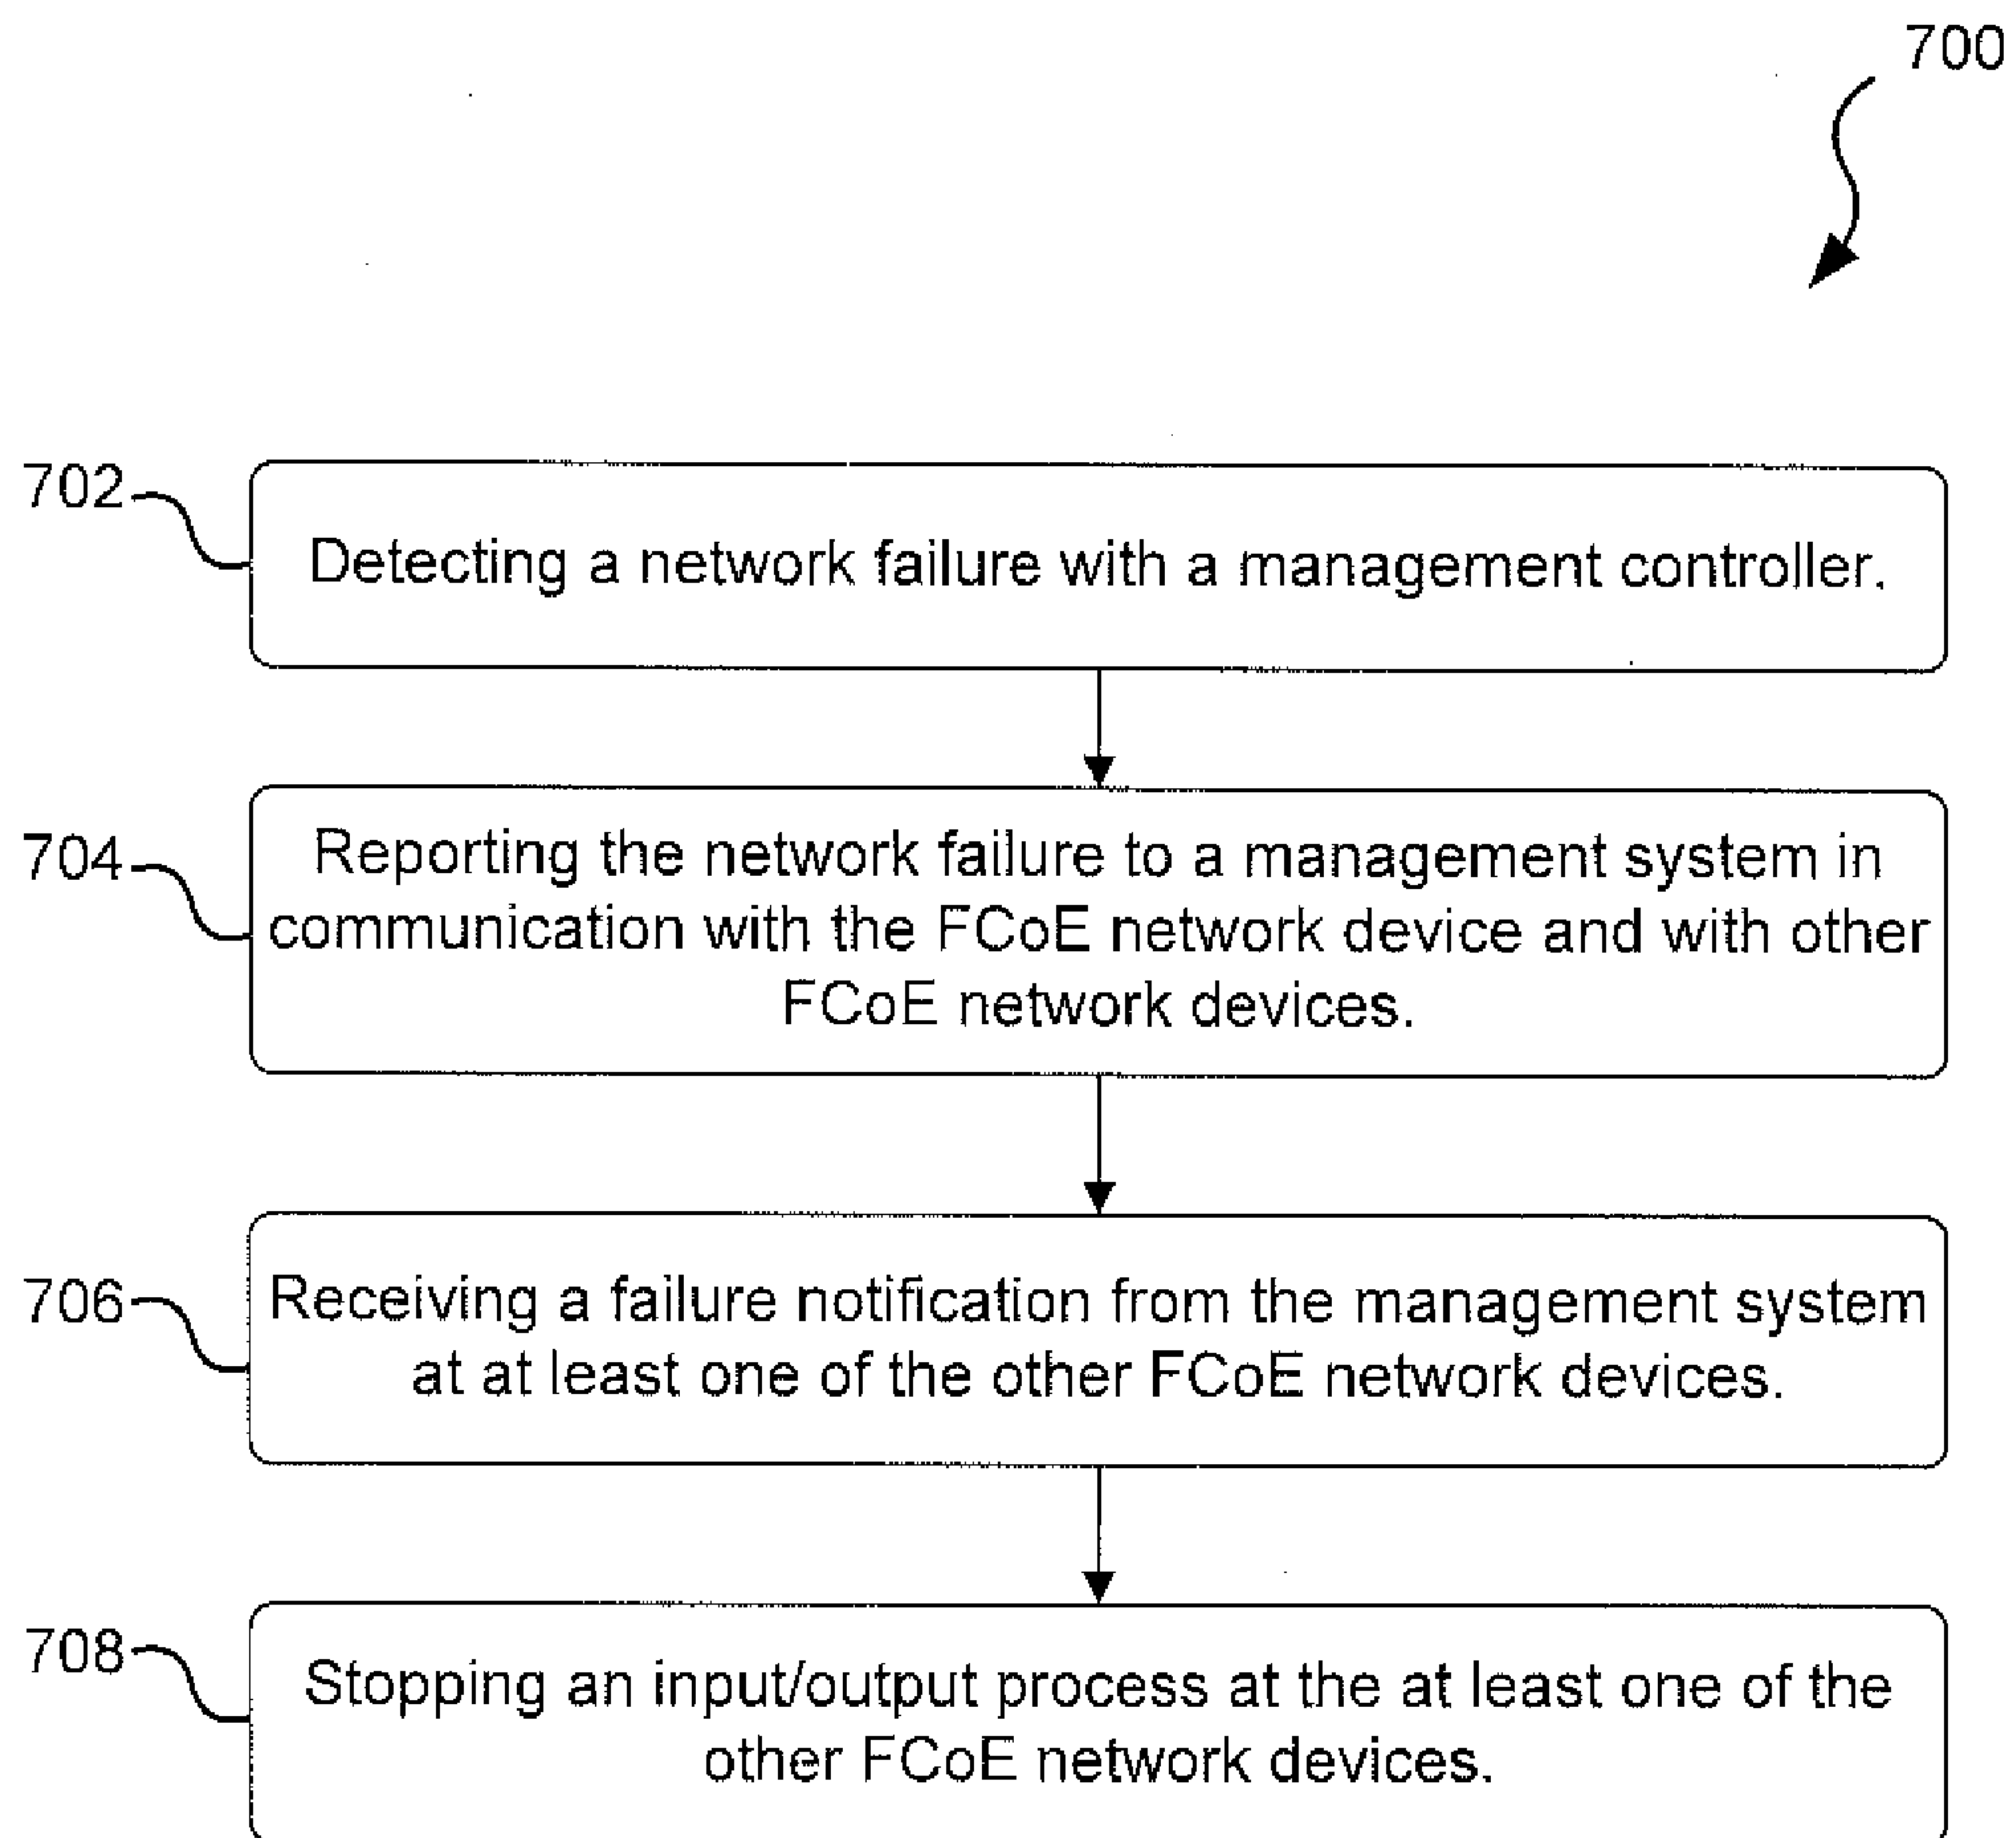 700
702
Detecting a network failure with a management controller.
704
Reporting the network failure to a management system in
communication with the FCoE network device and with other
FCoE network devices.
706
Receiving a failure notification from the management system
at at least one of the other FCoE network devices.
708
Stopping an input/output process at the at least one of the
other FCoE network devices.